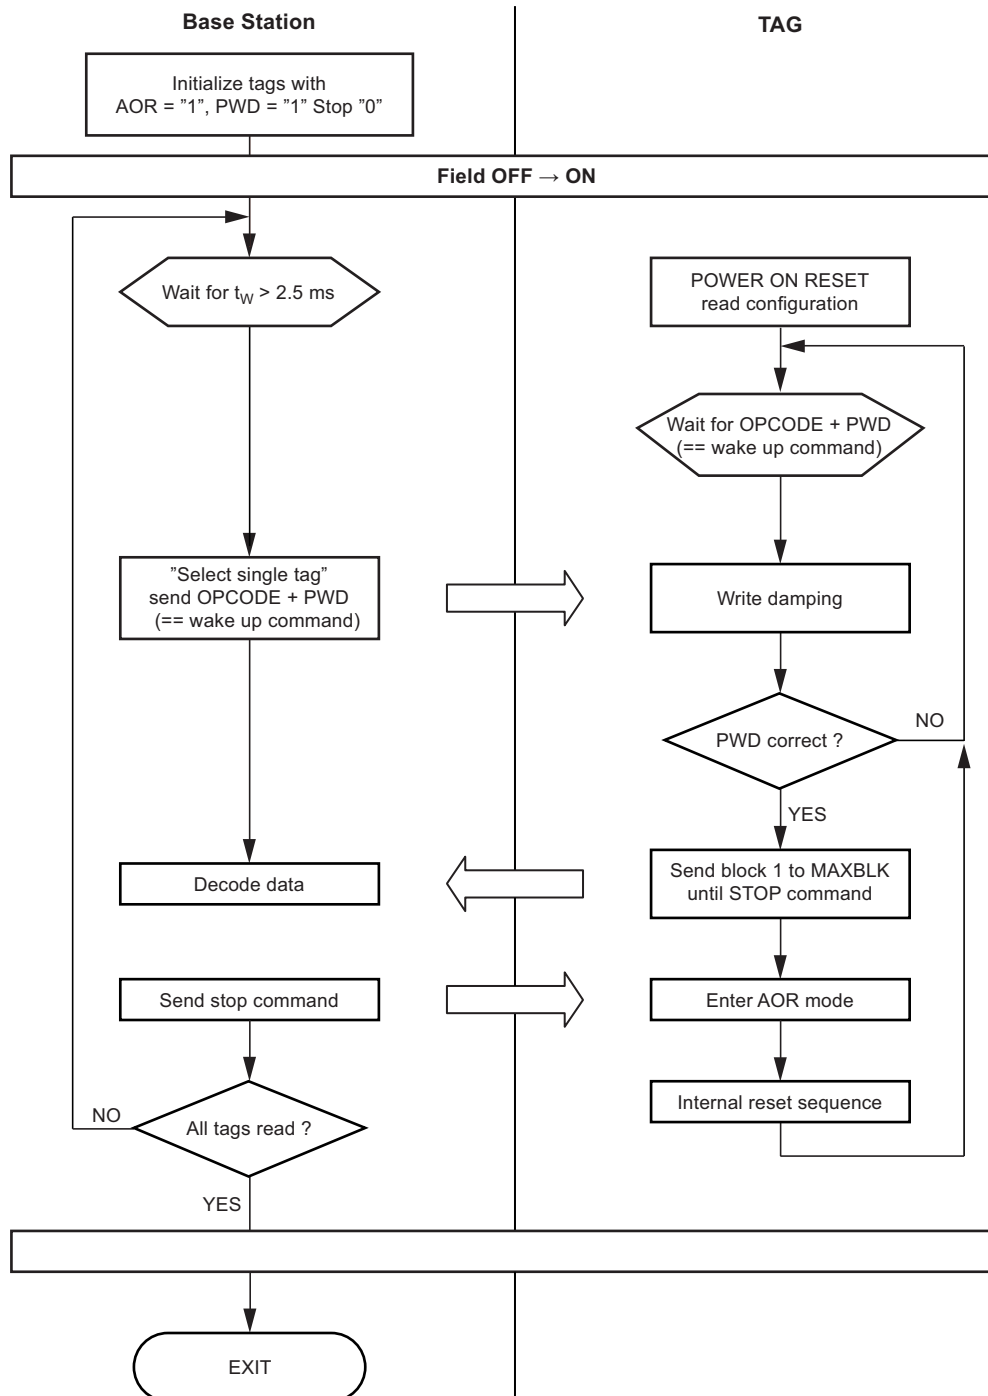 Base Station
TAG
Initialize tags with
AOR = ”1”, PWD = ”1” Stop ”0”
Field OFF → ON
Wait for tW > 2.5 ms
POWER ON RESET
read configuration
Wait for OPCODE + PWD
(== wake up command)
”Select single tag”
send OPCODE + PWD
(== wake up command)
Write damping
PWD correct ?
NO
YES
Send block 1 to MAXBLK
until STOP command
Decode data
Send stop command
Enter AOR mode
Internal reset sequence
All tags read ?
NO
YES
EXIT